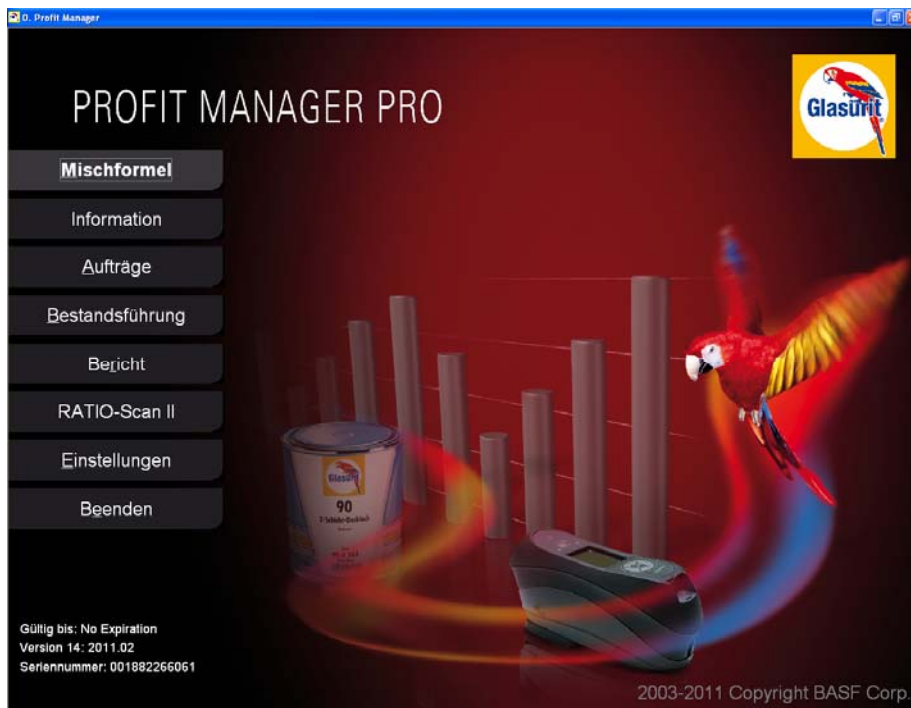 0. Profit Manager
PROFIT MANAGER PRO
Glasurit
Mischformel
Information
Aufträge
Bestandsführung
Bericht
RATIO-Scan II
Einstellungen
Beenden
Glasurit
90
Gültig bis: No Expiration
Version 14: 2011.02
Seriennummer: 001882266061
2003-2011 Copyright BASF Corp.